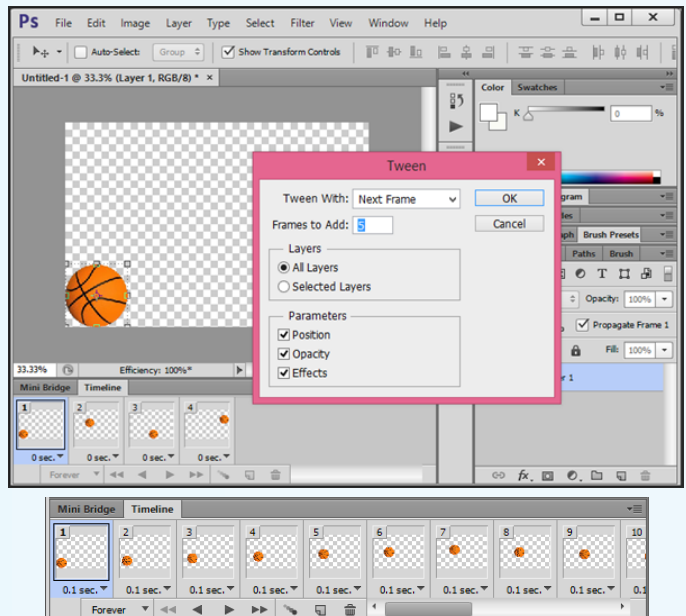 Ps File Edit Image Layer Type Select Filter View Window Help
Auto-Select: Group Show Transform Controls
Untitled-1 @ 33.3% (Layer 1, RGB/8) * ×
Color Swatches
K 0 %
Tween
Tween With: Next Frame OK
Frames to Add: 5 Cancel
Layers
All Layers
Selected Layers
Parameters
Position
Opacity
Effects
Brush Presets
Paths Brush
Opacity: 100%
Propagate Frame 1
Fill: 100%
33.33% Efficiency: 100%*
Mini Bridge Timeline
1 2 3 4
0 sec. 0 sec. 0 sec. 0 sec.
Forever
fx.
Mini Bridge Timeline
1 2 3 4 5 6 7 8 9 10
0.1 sec. 0.1 sec. 0.1 sec. 0.1 sec. 0.1 sec. 0.1 sec. 0.1 sec. 0.1 sec. 0.1 sec. 0.1
Forever